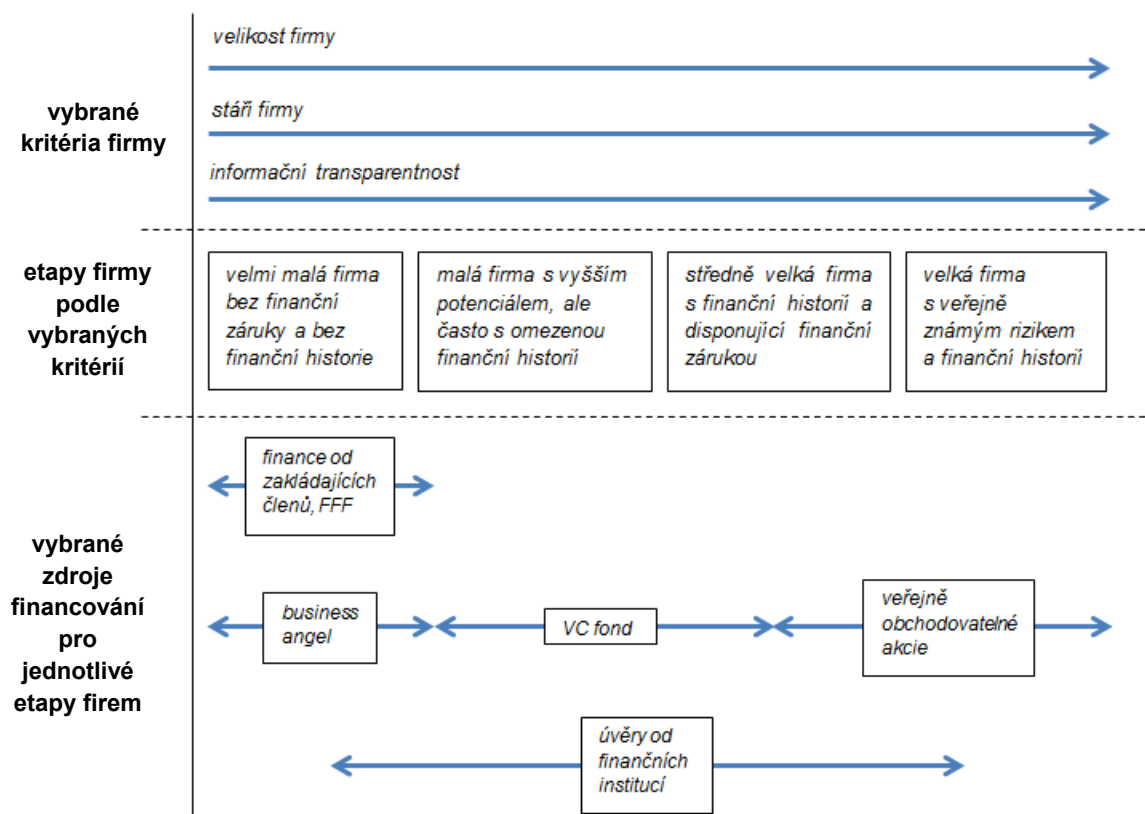 velikost firmy
vybrané
kritéria firmy
stáří firmy
informační transparentnost
etapy firmy
podle
vybraných
kritérií
velmi malá firma
bez finanční
záruky a bez
finanční historie
malá firma s vyšším
potenciálem, ale
často s omezenou
finanční historií
středně velká firma
s finanční historií a
disponující finanční
zárukou
velká firma
s veřejně
známým rizikem
a finanční historií
vybrané
zdroje
financování
pro
jednotlivé
etapy firem
finance od
zakládajících
členů, FFF
business
angel
VC fond
veřejně
obchodovatelné
akcie
úvěry od
finančních
institucí